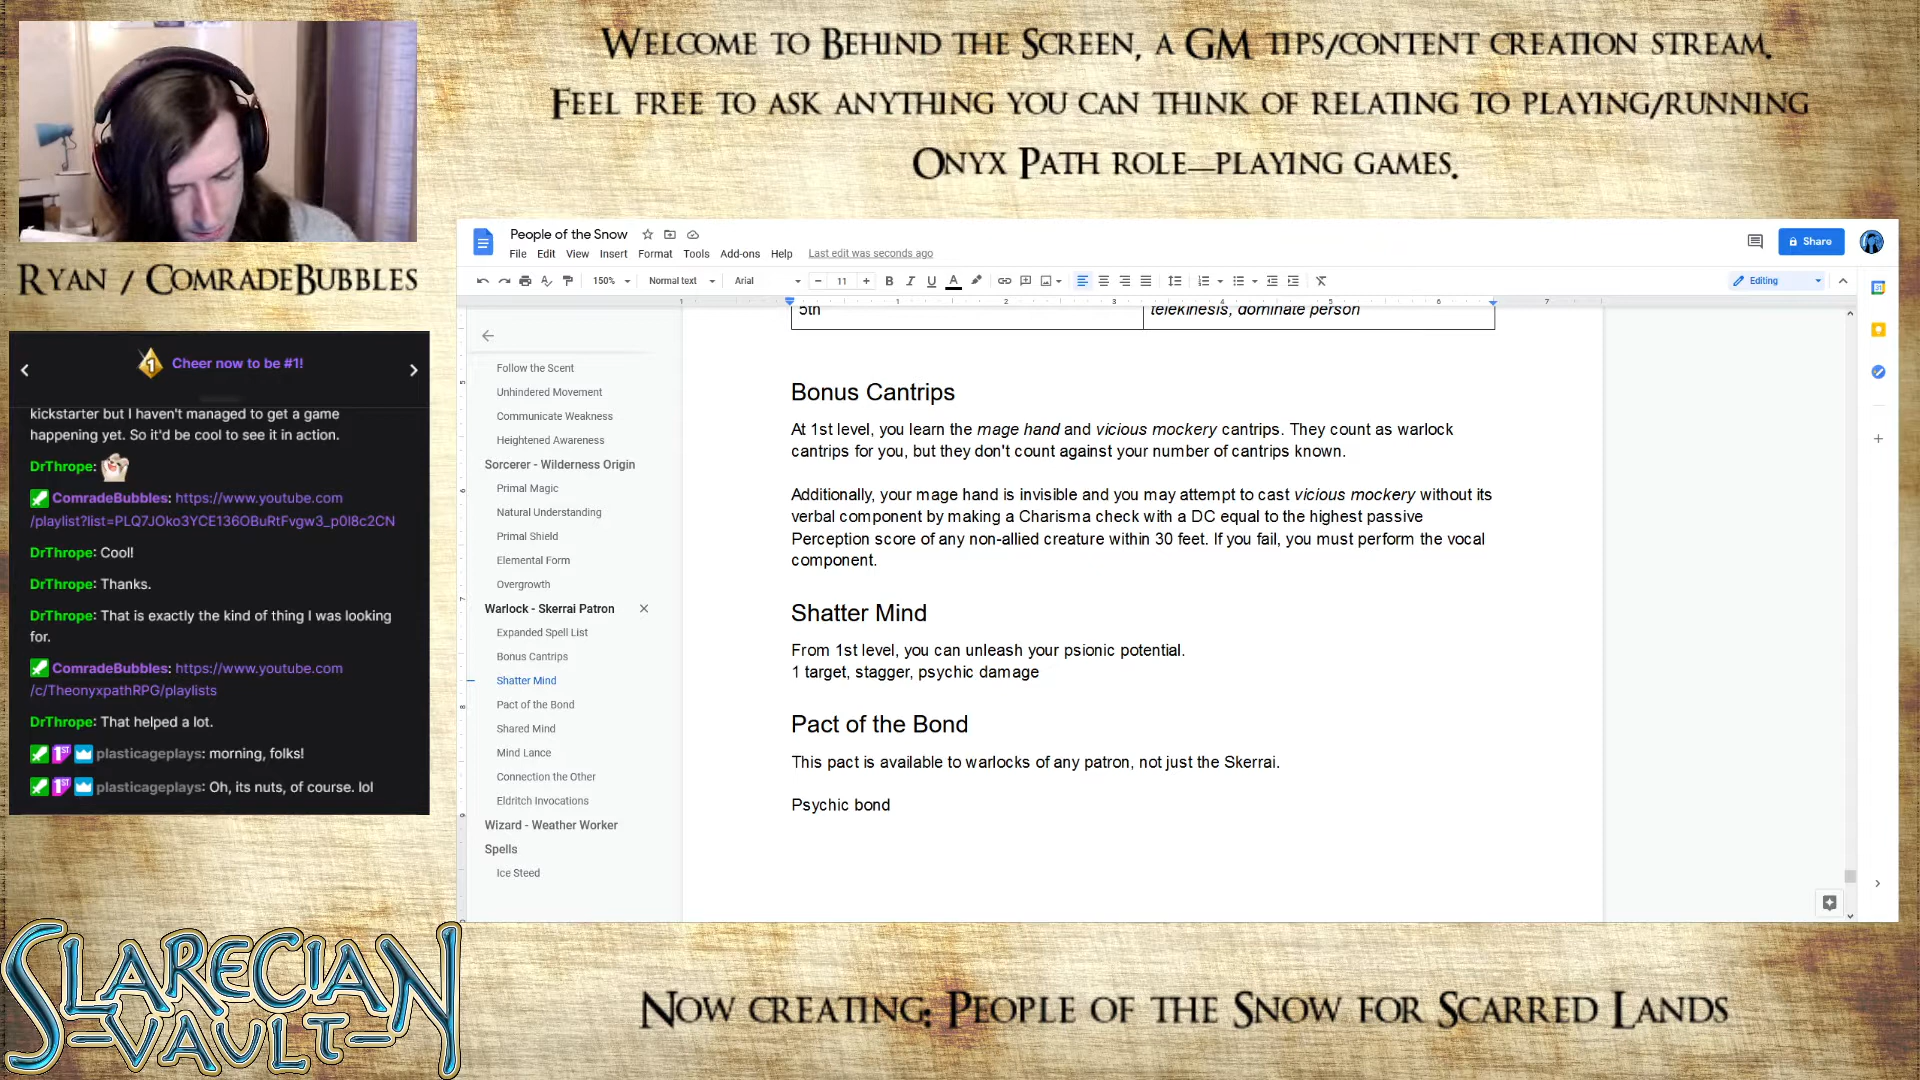 Welcome to Behind the Screen, a GM tips/content creation stream.
Feel free to ask anything you can think of relating to playing/running
Onyx Path role—playing games.
Ryan / ComradeBubbles
Cheer now to be #1!
kickstarter but I haven't managed to get a game
happening yet. So it'd be cool to see it in action.
DrThrope:
ComradeBubbles: https://www.youtube.com
/playlist?list=PLQ7JOko3YCE136OBuRtFvgw3_p0I8c2CN
DrThrope: Cool!
DrThrope: Thanks.
DrThrope: That is exactly the kind of thing I was looking
for.
ComradeBubbles: https://www.youtube.com
/c/TheonyxpathRPG/playlists
DrThrope: That helped a lot.
1ST plasticageplays: morning, folks!
1ST plasticageplays: Oh, its nuts, of course. lol
Slarecian
-Vault-
People of the Snow
File Edit View Insert Format Tools Add-ons Help Last edit was seconds ago
Share
150% Normal text Arial 11
Editing
1 1 2 3 4 5 6 7
Follow the Scent
Unhindered Movement
Communicate Weakness
Heightened Awareness
Sorcerer - Wilderness Origin
Primal Magic
Natural Understanding
Primal Shield
Elemental Form
Overgrowth
Warlock - Skerrai Patron
Expanded Spell List
Bonus Cantrips
Shatter Mind
Pact of the Bond
Shared Mind
Mind Lance
Connection the Other
Eldritch Invocations
Wizard - Weather Worker
Spells
Ice Steed
5th telekinesis, dominate person
Bonus Cantrips
At 1st level, you learn the mage hand and vicious mockery cantrips. They count as warlock
cantrips for you, but they don't count against your number of cantrips known.
Additionally, your mage hand is invisible and you may attempt to cast vicious mockery without its
verbal component by making a Charisma check with a DC equal to the highest passive
Perception score of any non-allied creature within 30 feet. If you fail, you must perform the vocal
component.
Shatter Mind
From 1st level, you can unleash your psionic potential.
1 target, stagger, psychic damage
Pact of the Bond
This pact is available to warlocks of any patron, not just the Skerrai.
Psychic bond
Now creating: People of the Snow for Scarred Lands